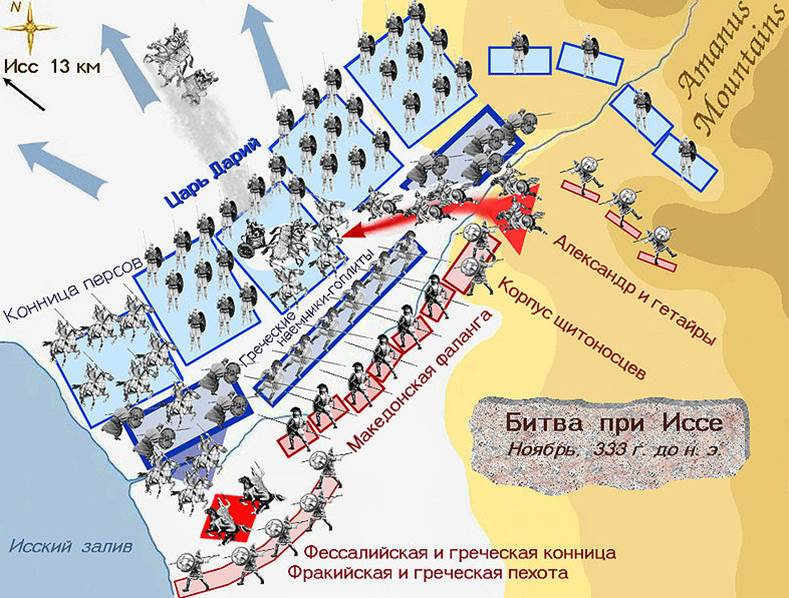 N
Исс 13 км
Amanus
Mountains
Царь Дарий
Конница персов
Греческие
наемники-гоплиты
Александр и гетайры
Корпус щитоносцев
Македонская фаланга
Битва при Иссе
Ноябрь, 333 г. до н. э.
Исский залив
Фессалийская и греческая конница
Фракийская и греческая пехота